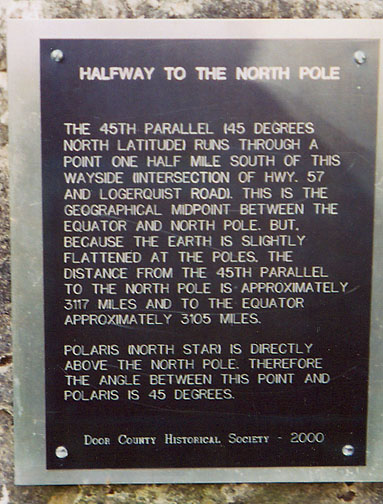 HALFWAY TO THE NORTH POLE
THE 45TH PARALLEL (45 DEGREES
NORTH LATITUDE) RUNS THROUGH A
POINT ONE HALF MILE SOUTH OF THIS
WAYSIDE (INTERSECTION OF HWY. 57
AND LOGERQUIST ROAD). THIS IS THE
GEOGRAPHICAL MIDPOINT BETWEEN THE
EQUATOR AND NORTH POLE. BUT,
BECAUSE THE EARTH IS SLIGHTLY
FLATTENED AT THE POLES, THE
DISTANCE FROM THE 45TH PARALLEL
TO THE NORTH POLE IS APPROXIMATELY
3117 MILES AND TO THE EQUATOR
APPROXIMATELY 3105 MILES.
POLARIS (NORTH STAR) IS DIRECTLY
ABOVE THE NORTH POLE. THEREFORE
THE ANGLE BETWEEN THIS POINT AND
POLARIS IS 45 DEGREES.
DOOR COUNTY HISTORICAL SOCIETY - 2000